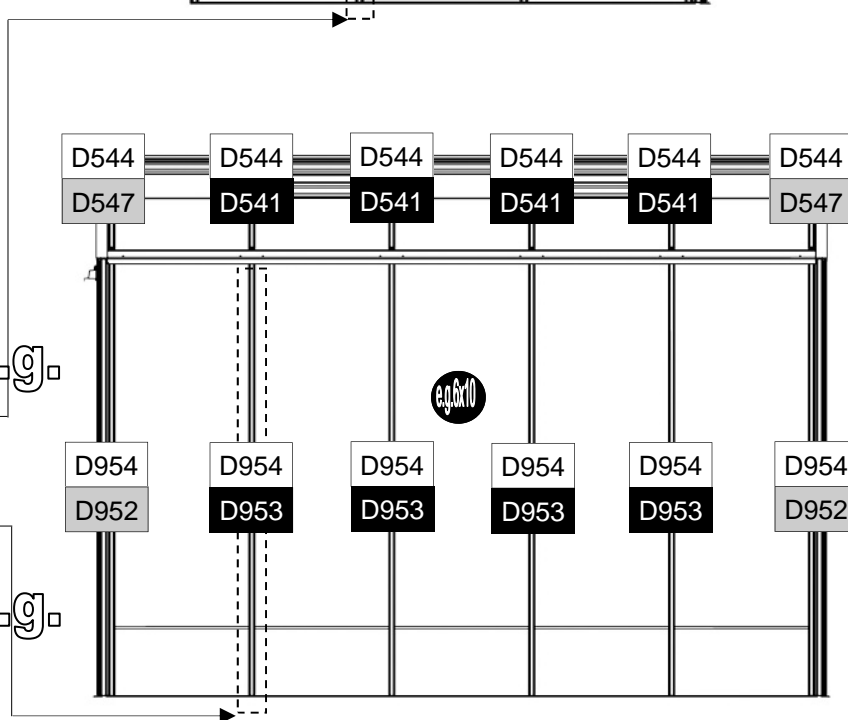 D544 D544 D544 D544 D544 D544
D547 D541 D541 D541 D541 D547
.g.
e.g.6x10
D954 D954 D954 D954 D954 D954
D952 D953 D953 D953 D953 D952
.g.